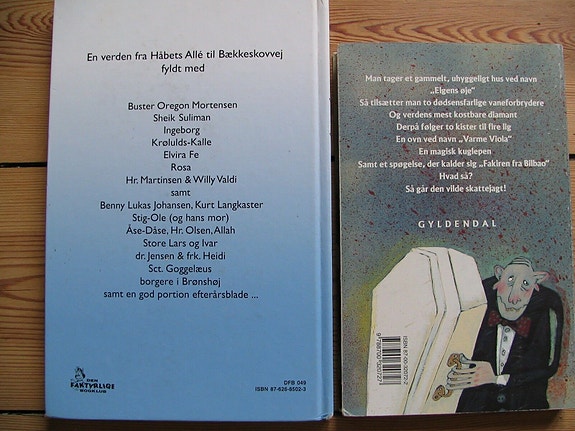 En verden fra Håbets Allé til Bækkeskovvej
fyldt med
Buster Oregon Mortensen
Sheik Suliman
Ingeborg
Krølulds-Kalle
Elvira Fe
Rosa
Hr. Martinsen & Willy Valdi
samt
Benny Lukas Johansen, Kurt Langkaster
Stig-Ole (og hans mor)
Åse-Dåse, Hr. Olsen, Allah
Store Lars og Ivar
dr. Jensen & frk. Heidi
Sct. Goggelæus
borgere i Brønshøj
samt en god portion efterårsblade ...
DEN
FANTYRLIGE
BOGKLUB
DFB 049
ISBN 87-626-8502-3
Man tager et gammelt, uhyggeligt hus ved navn
„Elgens øje”
Så tilsætter man to dødsensfarlige vaneforbrydere
Og verdens mest kostbare diamant
Derpå følger to kister til fire lig
En ovn ved navn „Varme Viola”
En magisk kuglepen
Samt et spøgelse, der kalder sig „Fakiren fra Bilbao”
Hvad så?
Så går den vilde skattejagt!
GYLDENDAL